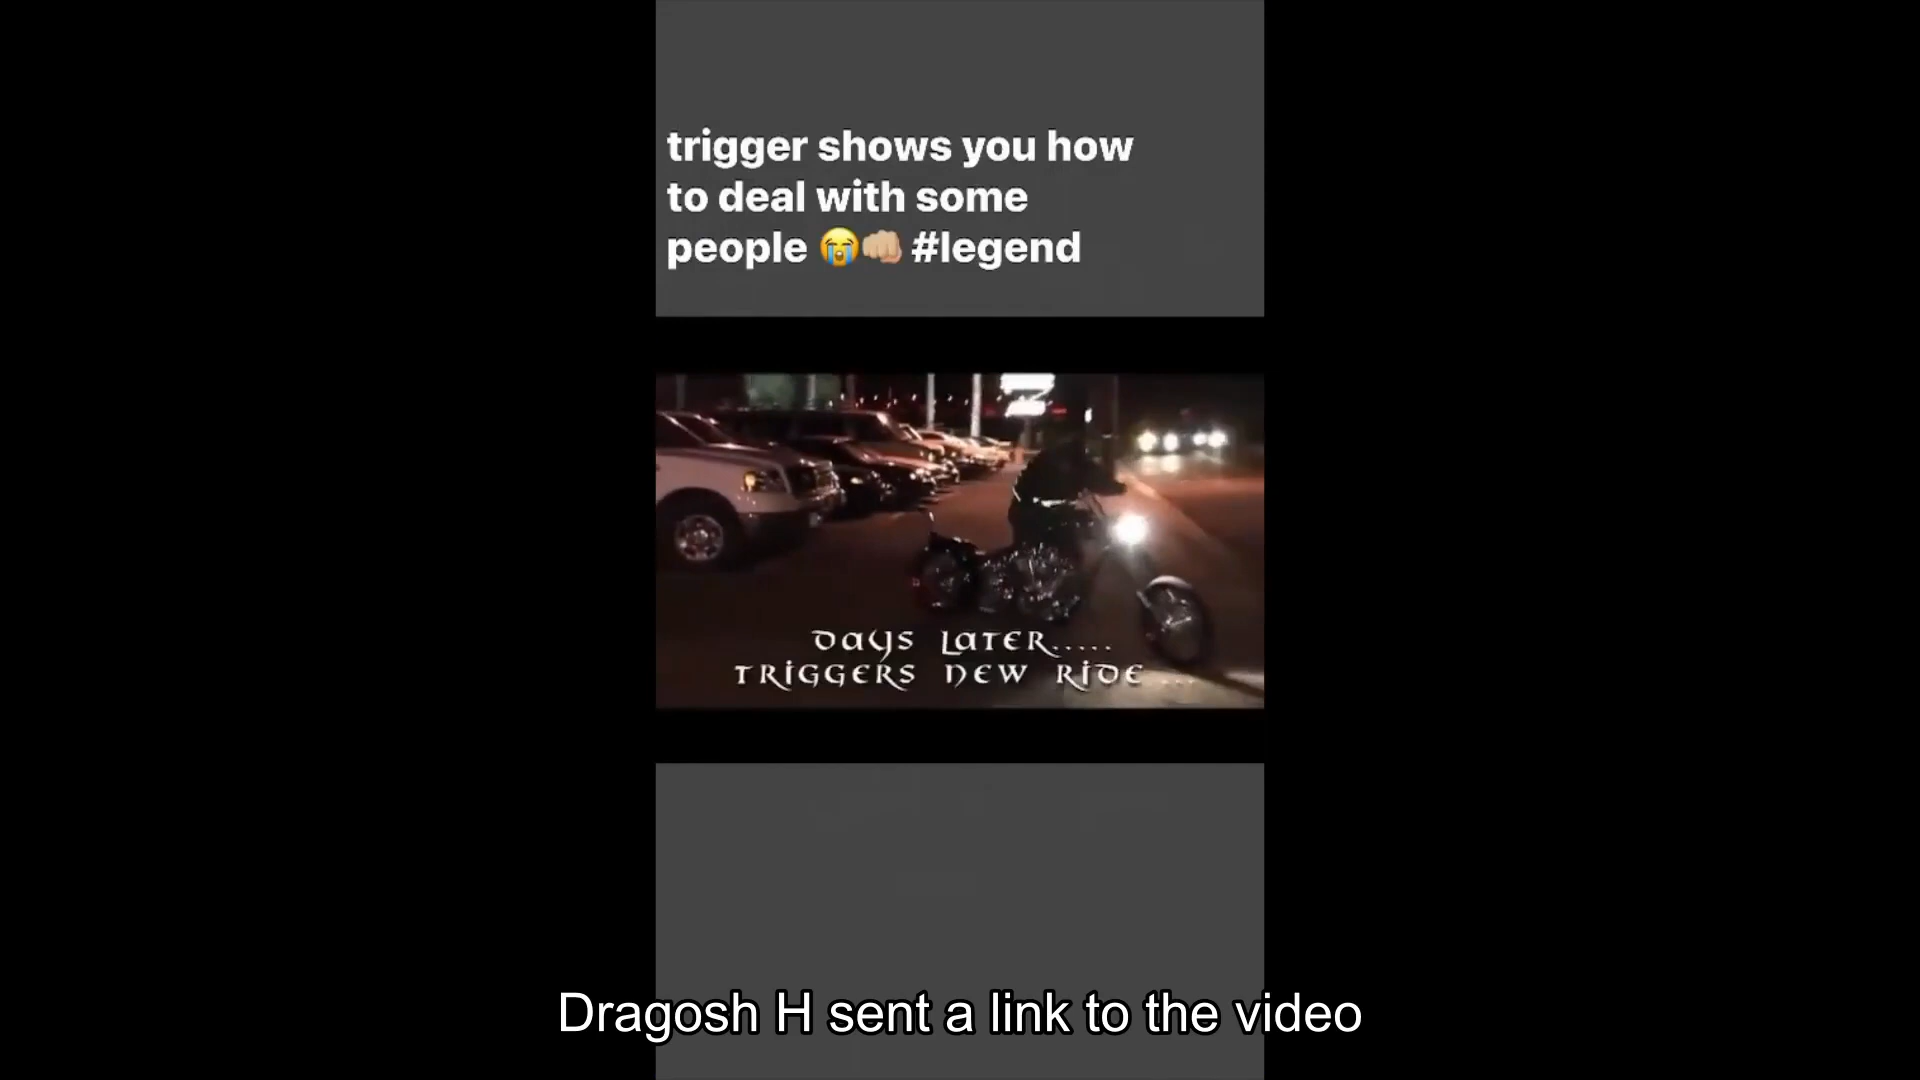 trigger shows you how
to deal with some
people 😭👊🏼 #legend
DAYS LATER.....
TRIGGERS NEW RIDE ...
Dragosh H sent a link to the video